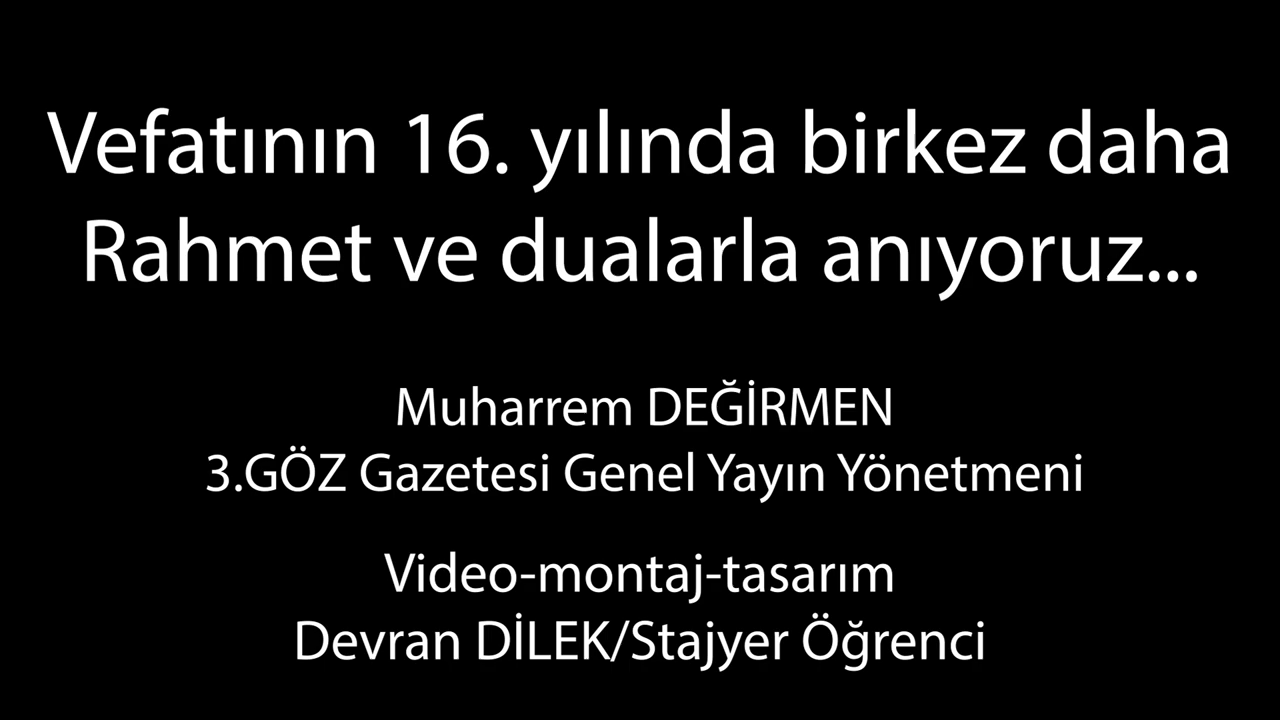 Vefatının 16. yılında birkez daha
Rahmet ve dualarla anıyoruz...
Muharrem DEĞİRMEN
3.GÖZ Gazetesi Genel Yayın Yönetmeni
Video-montaj-tasarım
Devran DİLEK/Stajyer Öğrenci